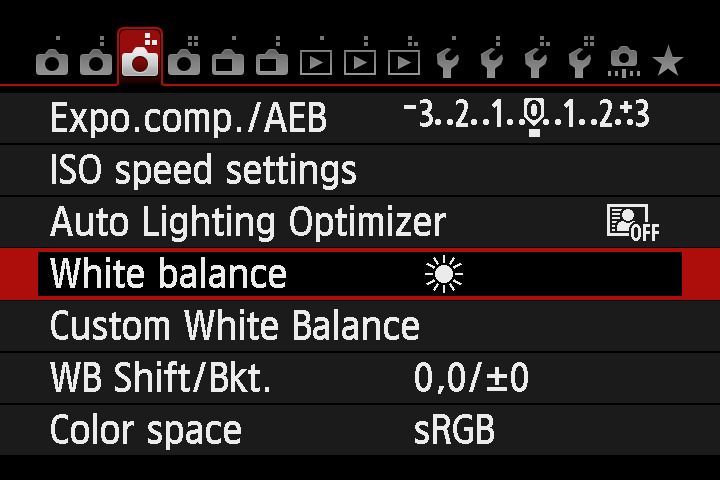 Expo.comp./AEB -3..2..1..0..1..2..+3
ISO speed settings
Auto Lighting Optimizer OFF
White balance
Custom White Balance
WB Shift/Bkt. 0,0/±0
Color space sRGB